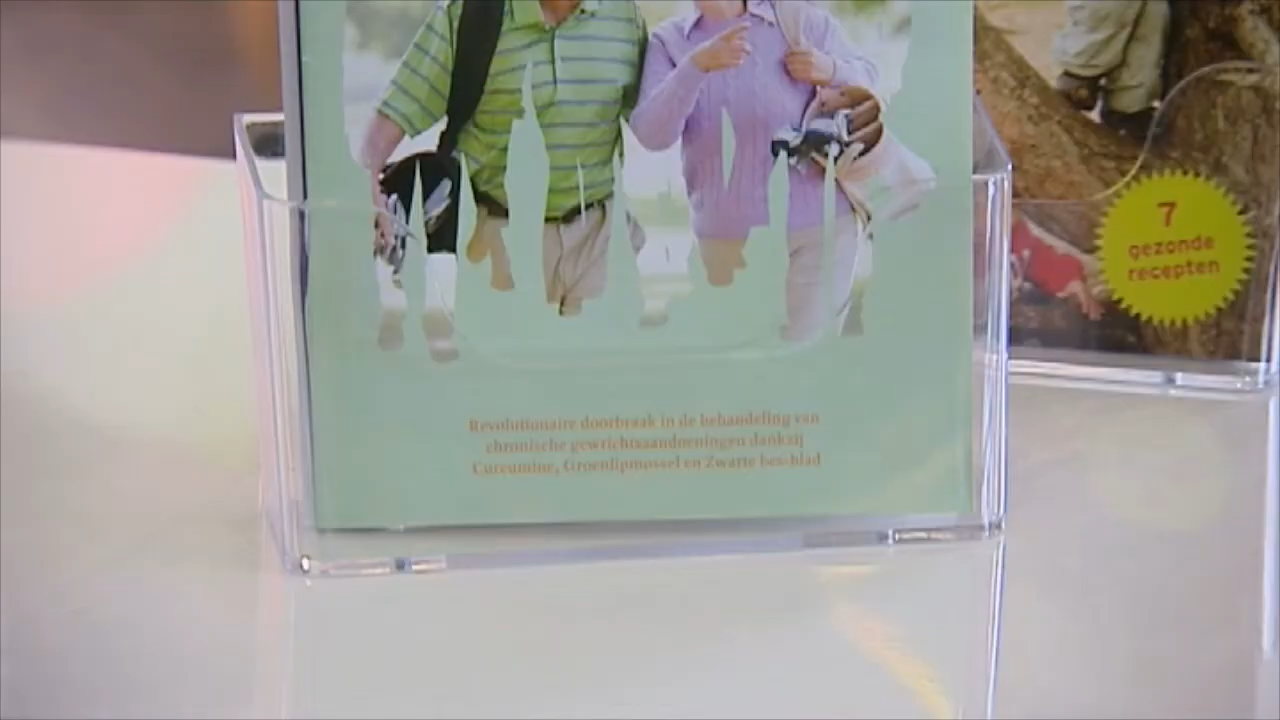 Revolutionaire doorbraak in de behandeling van
chronische gewrichtsaandoeningen dankzij
Curcumine, Groenlipmossel en Zwarte bes-blad
7
gezonde
recepten